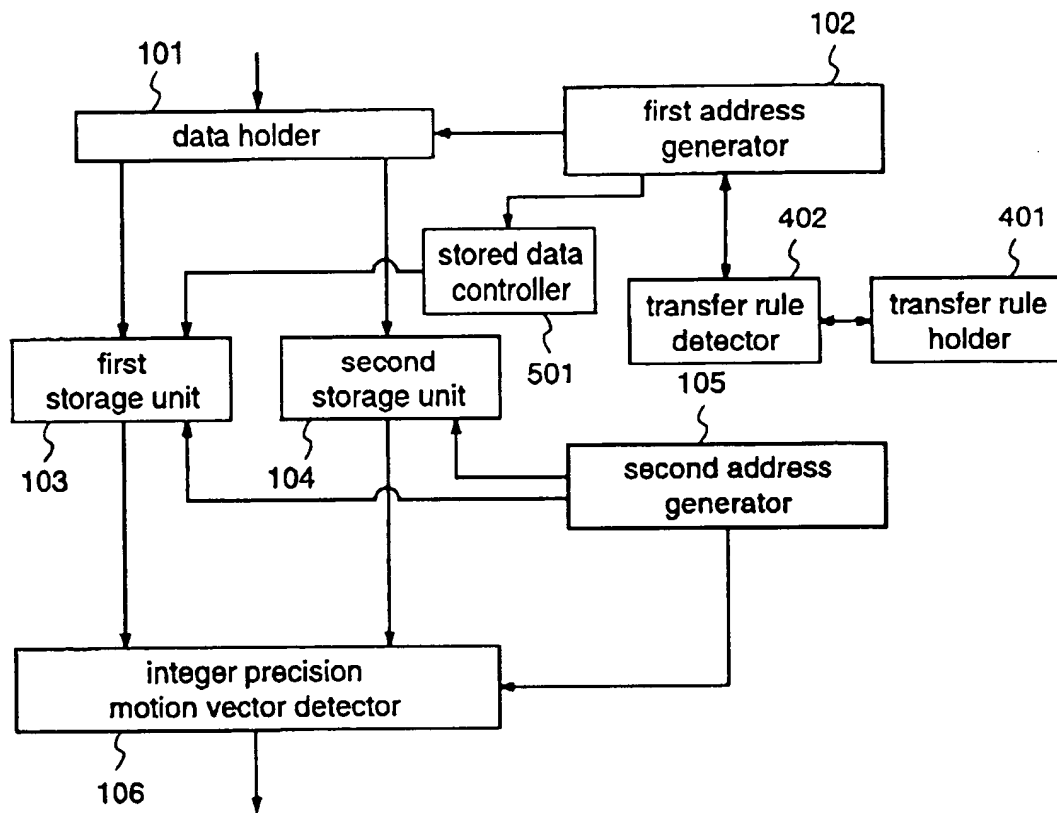 102
101
first address
generator
data holder
402
401
stored data
controller
transfer rule
detector
transfer rule
holder
first
storage unit
second
storage unit
501
105
103
104
second address
generator
integer precision
motion vector detector
106